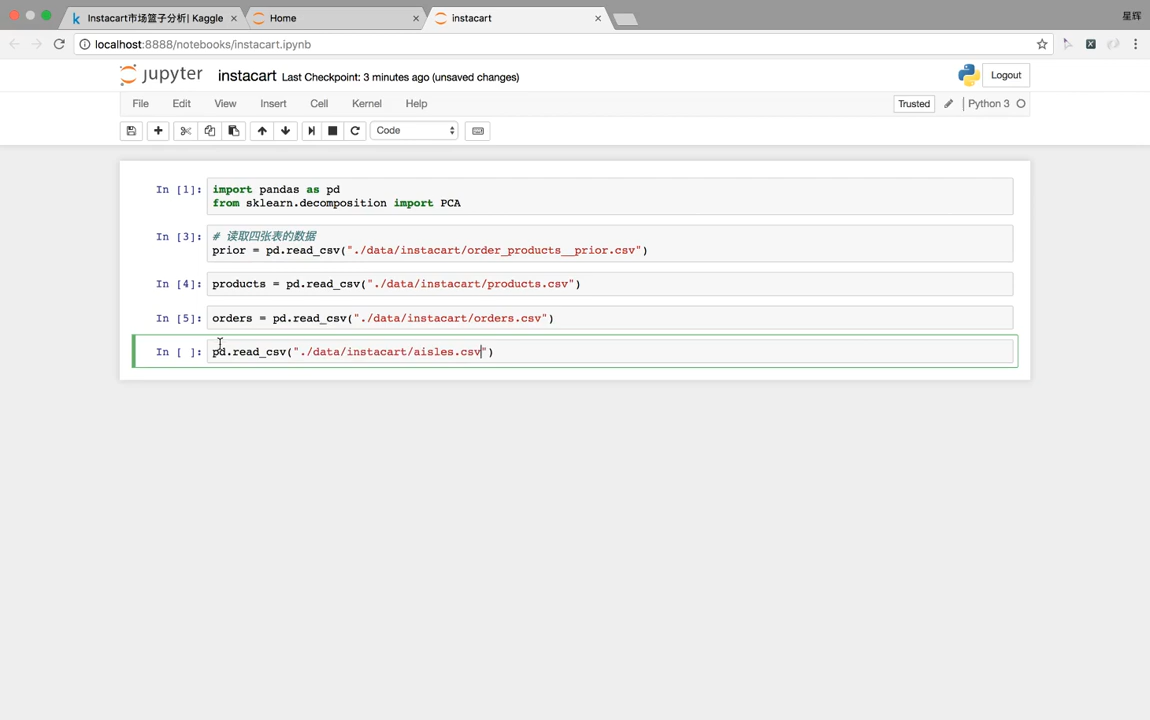 Instacart市场篮子分析| Kaggle
Home
instacart
星辉
localhost:8888/notebooks/instacart.ipynb
jupyter instacart Last Checkpoint: 3 minutes ago (unsaved changes)
Logout
File Edit View Insert Cell Kernel Help
Trusted Python 3
Code
In [1]: import pandas as pd
from sklearn.decomposition import PCA
In [3]: # 读取四张表的数据
prior = pd.read_csv("./data/instacart/order_products__prior.csv")
In [4]: products = pd.read_csv("./data/instacart/products.csv")
In [5]: orders = pd.read_csv("./data/instacart/orders.csv")
In [ ]: pd.read_csv("./data/instacart/aisles.csv")